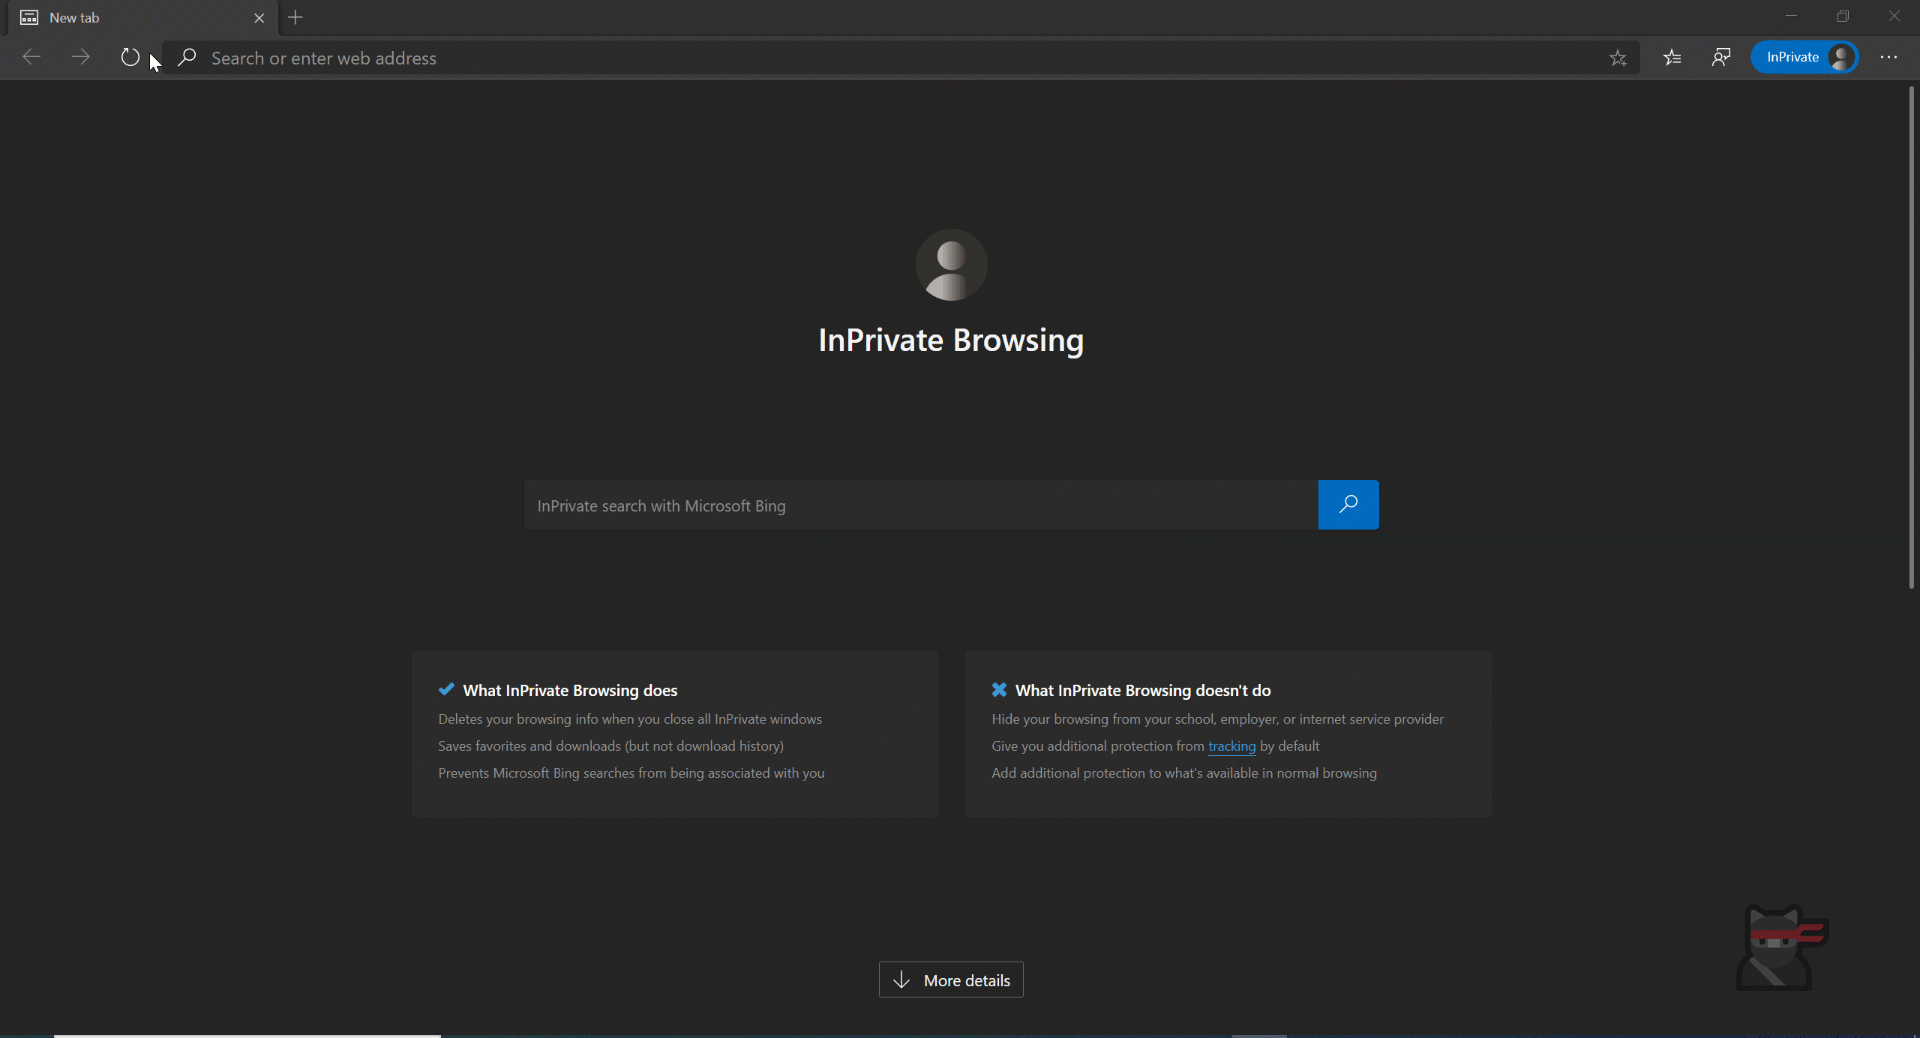 New tab
Search or enter web address
InPrivate
InPrivate Browsing
InPrivate search with Microsoft Bing
What InPrivate Browsing does
Deletes your browsing info when you close all InPrivate windows
Saves favorites and downloads (but not download history)
Prevents Microsoft Bing searches from being associated with you
What InPrivate Browsing doesn't do
Hide your browsing from your school, employer, or internet service provider
Give you additional protection from tracking by default
Add additional protection to what's available in normal browsing
More details